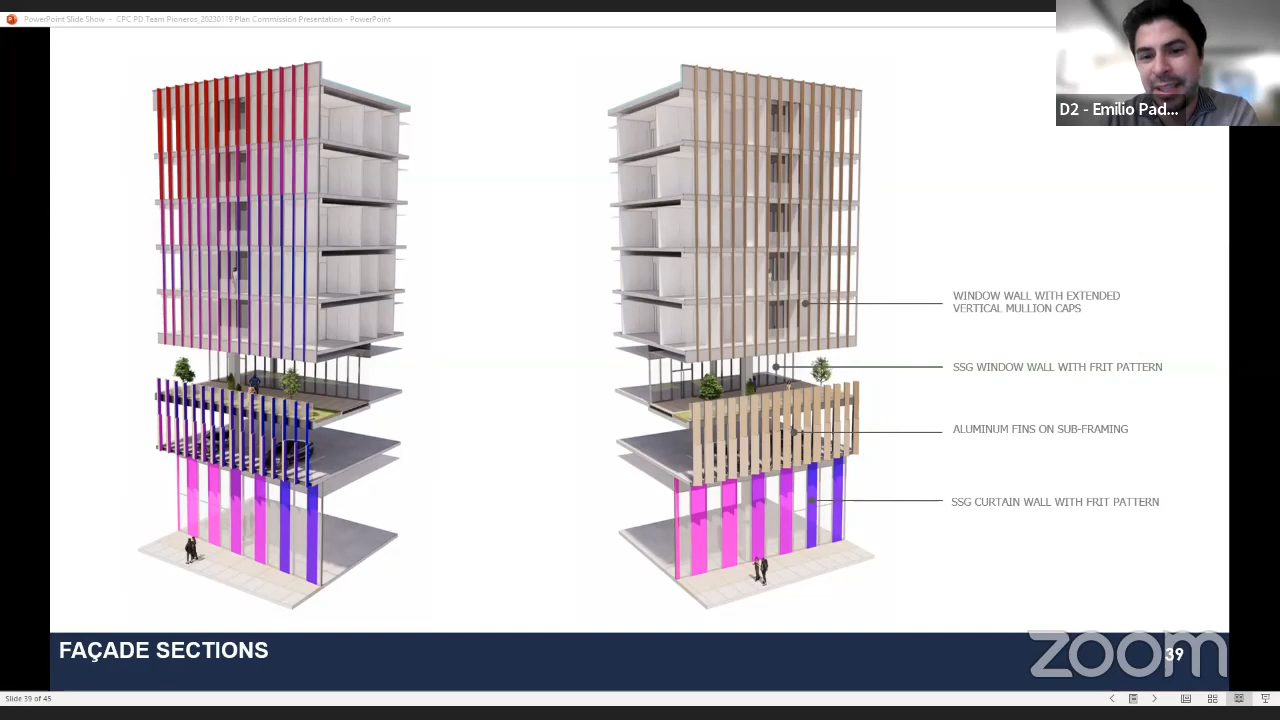 PowerPoint Slide Show - CPC PD Team Pioneros_20230119 Plan Commission Presentation - PowerPoint
D2 - Emilio Pad...
WINDOW WALL WITH EXTENDED
VERTICAL MULLION CAPS
SSG WINDOW WALL WITH FRIT PATTERN
ALUMINUM FINS ON SUB-FRAMING
SSG CURTAIN WALL WITH FRIT PATTERN
FAÇADE SECTIONS
zoom
39
Slide 39 of 45